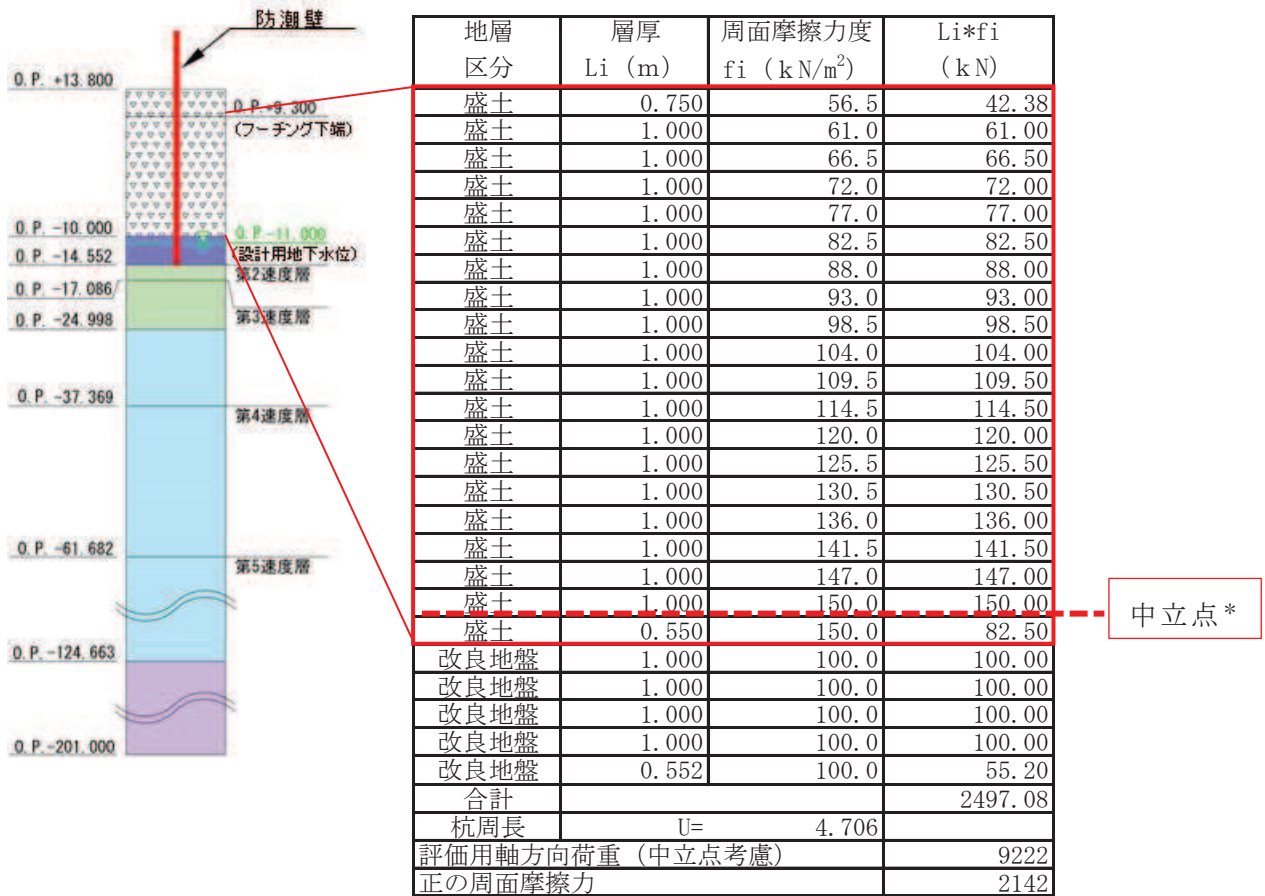 防潮壁
O.P. +13.800
O.P.+9.300
(フーチング下端)
O.P. -10.000
O.P.-11.000
(設計用地下水位)
O.P. -14.552
第2速度層
O.P. -17.086
第3速度層
O.P. -24.998
O.P. -37.369
第4速度層
O.P. -61.682
第5速度層
O.P.-124.663
O.P.-201.000
地層区分 層厚 Li (m) 周面摩擦力度 fi (kN/m²) Li*fi (kN)
盛土 0.750 56.5 42.38
盛土 1.000 61.0 61.00
盛土 1.000 66.5 66.50
盛土 1.000 72.0 72.00
盛土 1.000 77.0 77.00
盛土 1.000 82.5 82.50
盛土 1.000 88.0 88.00
盛土 1.000 93.0 93.00
盛土 1.000 98.5 98.50
盛土 1.000 104.0 104.00
盛土 1.000 109.5 109.50
盛土 1.000 114.5 114.50
盛土 1.000 120.0 120.00
盛土 1.000 125.5 125.50
盛土 1.000 130.5 130.50
盛土 1.000 136.0 136.00
盛土 1.000 141.5 141.50
盛土 1.000 147.0 147.00
盛土 1.000 150.0 150.00
中立点*
盛土 0.550 150.0 82.50
改良地盤 1.000 100.0 100.00
改良地盤 1.000 100.0 100.00
改良地盤 1.000 100.0 100.00
改良地盤 1.000 100.0 100.00
改良地盤 0.552 100.0 55.20
合計 2497.08
杭周長 U= 4.706
評価用軸方向荷重（中立点考慮） 9222
正の周面摩擦力 2142